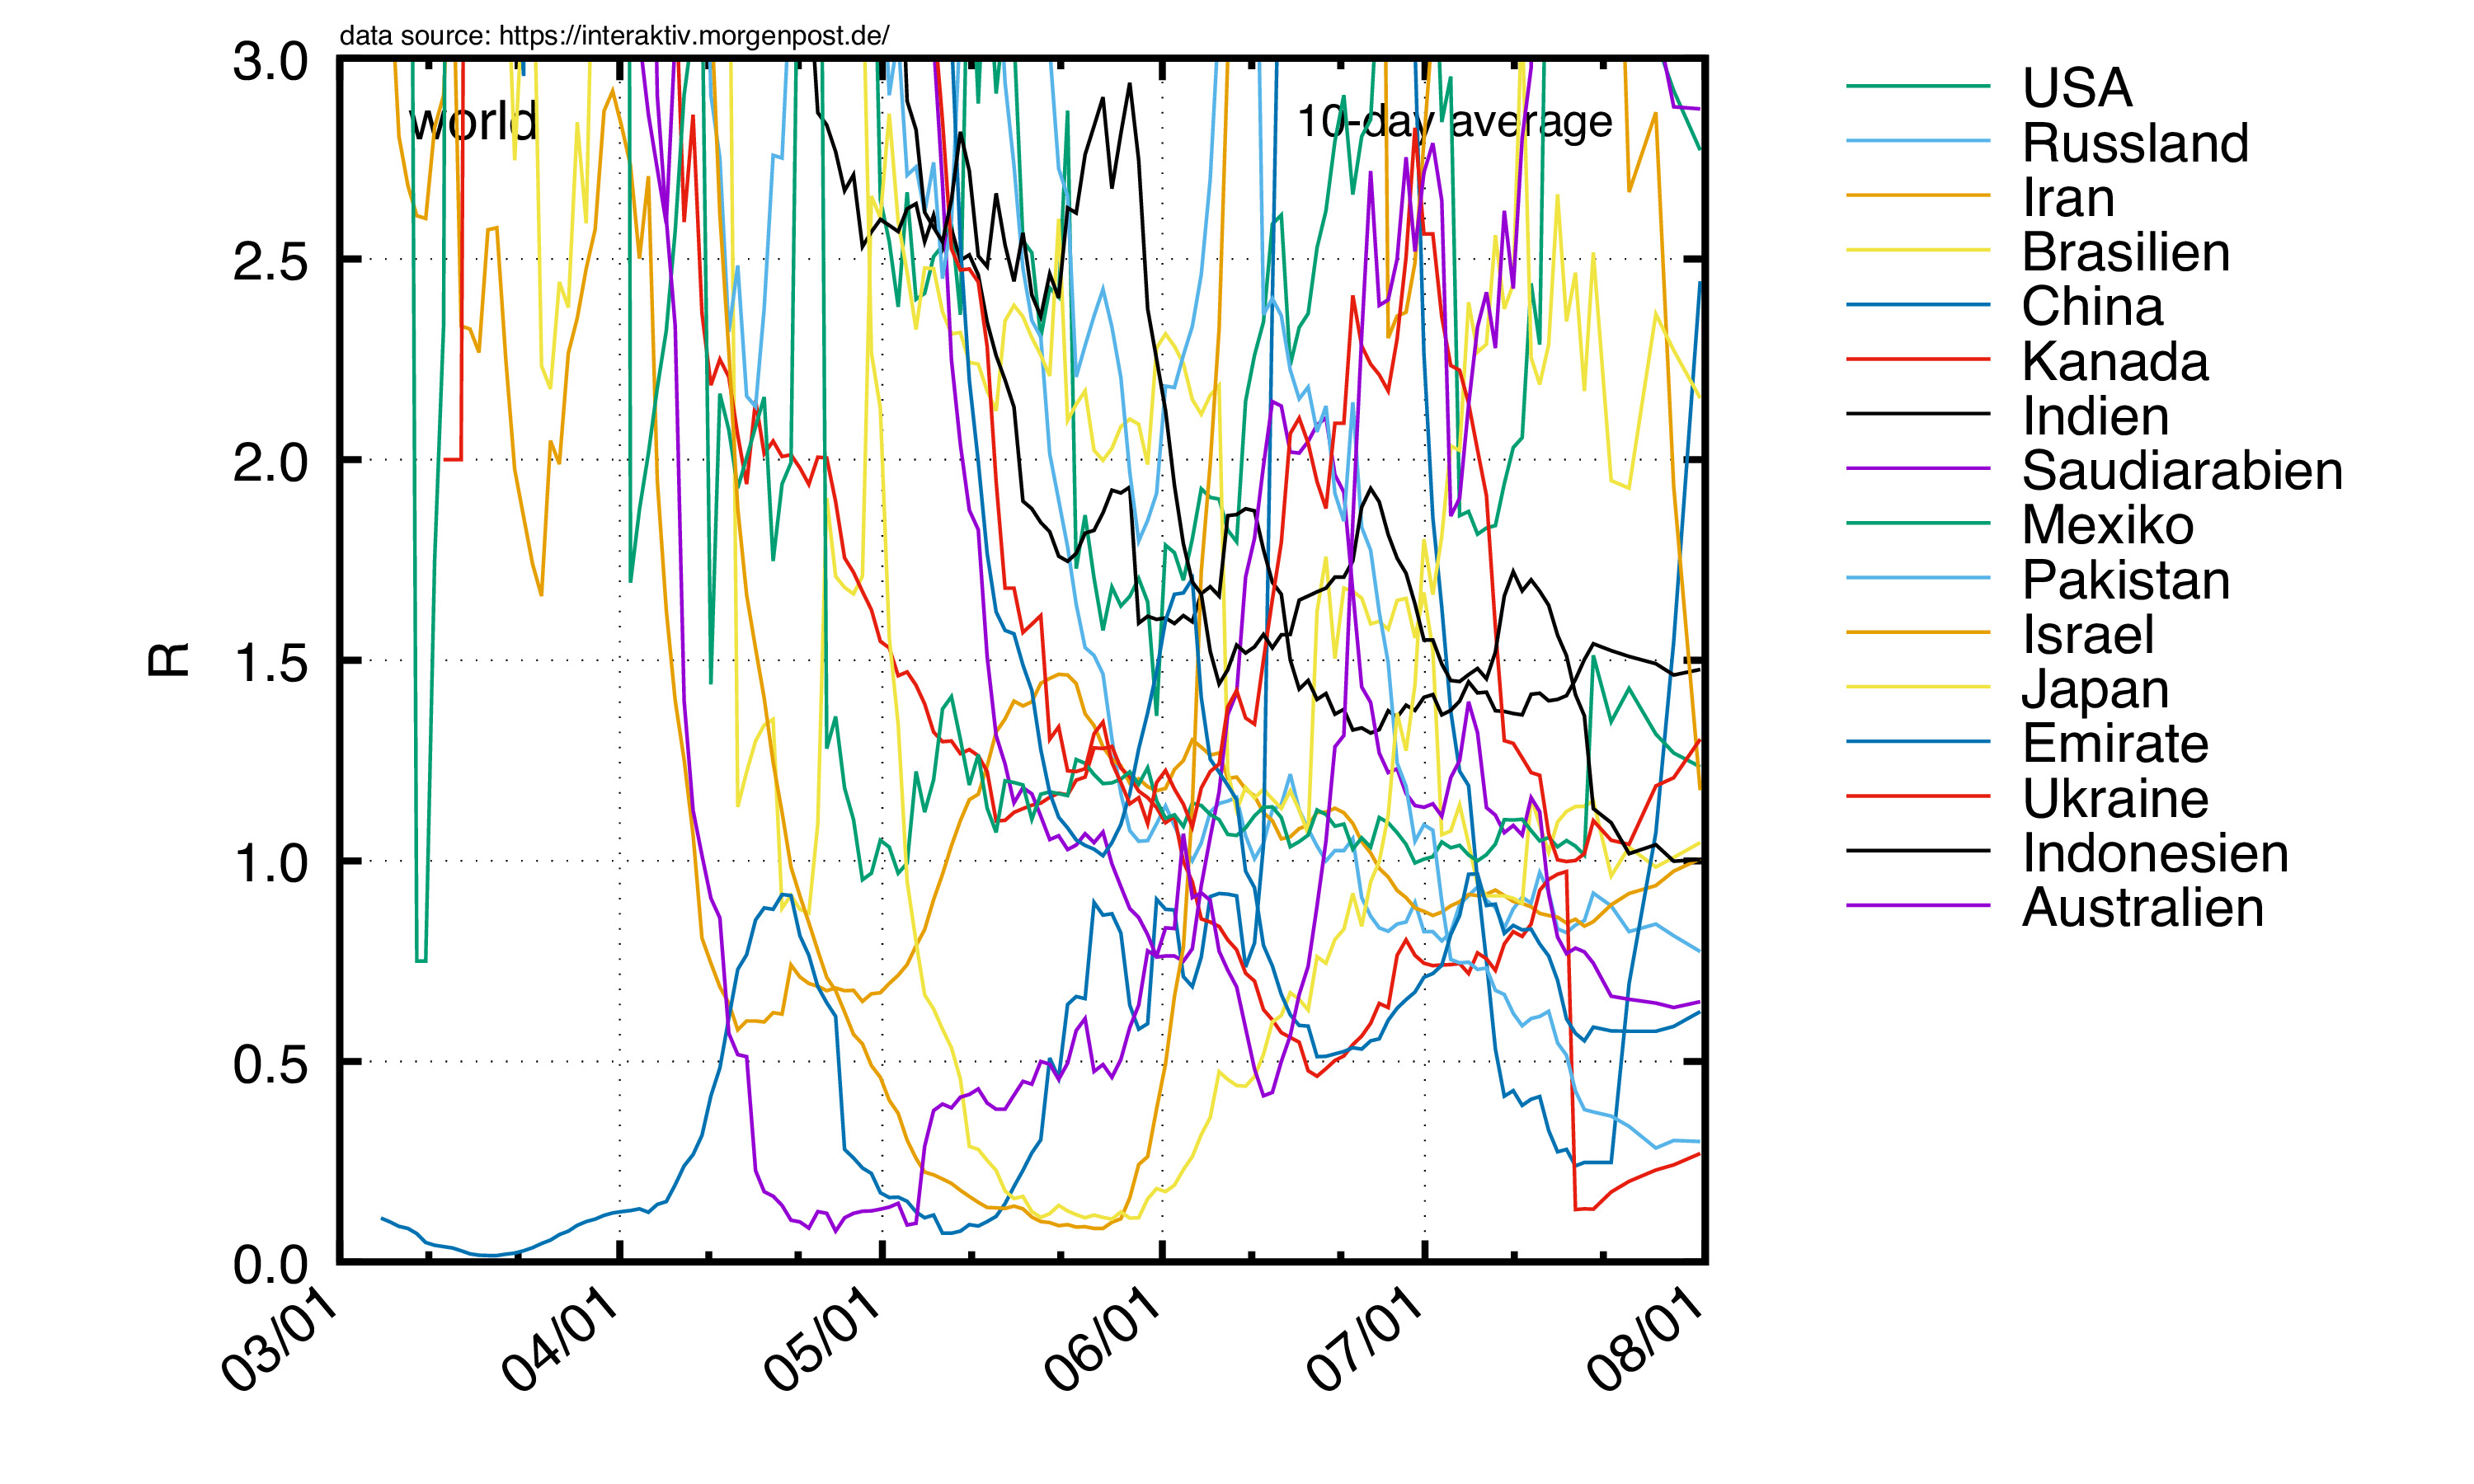 data source: https://interaktiv.morgenpost.de/
3.0
2.5
2.0
1.5
1.0
0.5
0.0
R
world
10-day average
03/01
04/01
05/01
06/01
07/01
08/01
USA
Russland
Iran
Brasilien
China
Kanada
Indien
Saudiarabien
Mexiko
Pakistan
Israel
Japan
Emirate
Ukraine
Indonesien
Australien